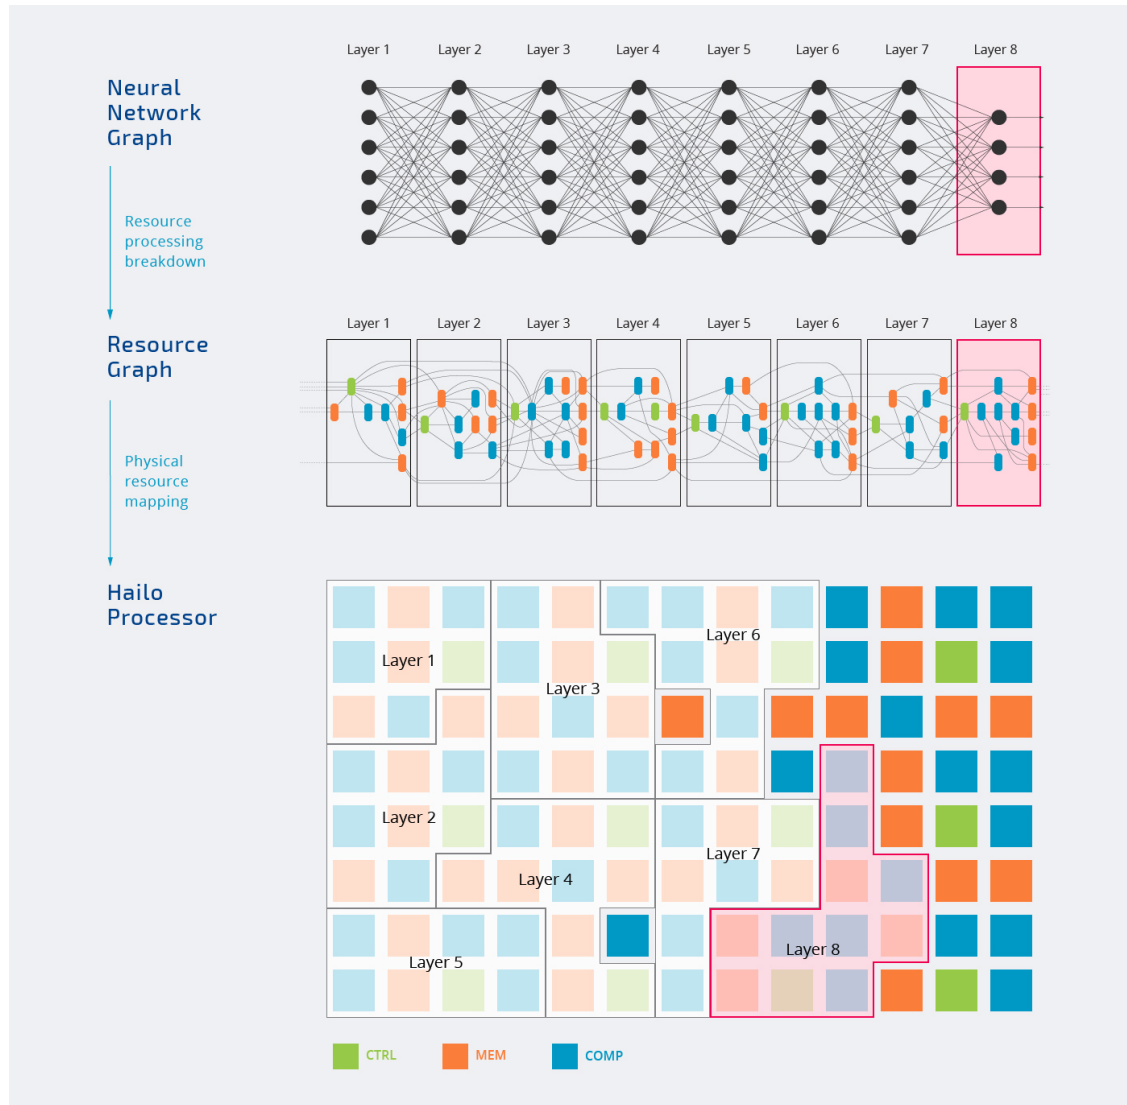 Layer 1 Layer 2 Layer 3 Layer 4 Layer 5 Layer 6 Layer 7 Layer 8
Neural
Network
Graph
Resource
processing
breakdown
Layer 1 Layer 2 Layer 3 Layer 4 Layer 5 Layer 6 Layer 7 Layer 8
Resource
Graph
Physical
resource
mapping
Hailo
Processor
Layer 6
Layer 1
Layer 3
Layer 2
Layer 7
Layer 4
Layer 8
Layer 5
CTRL MEM COMP